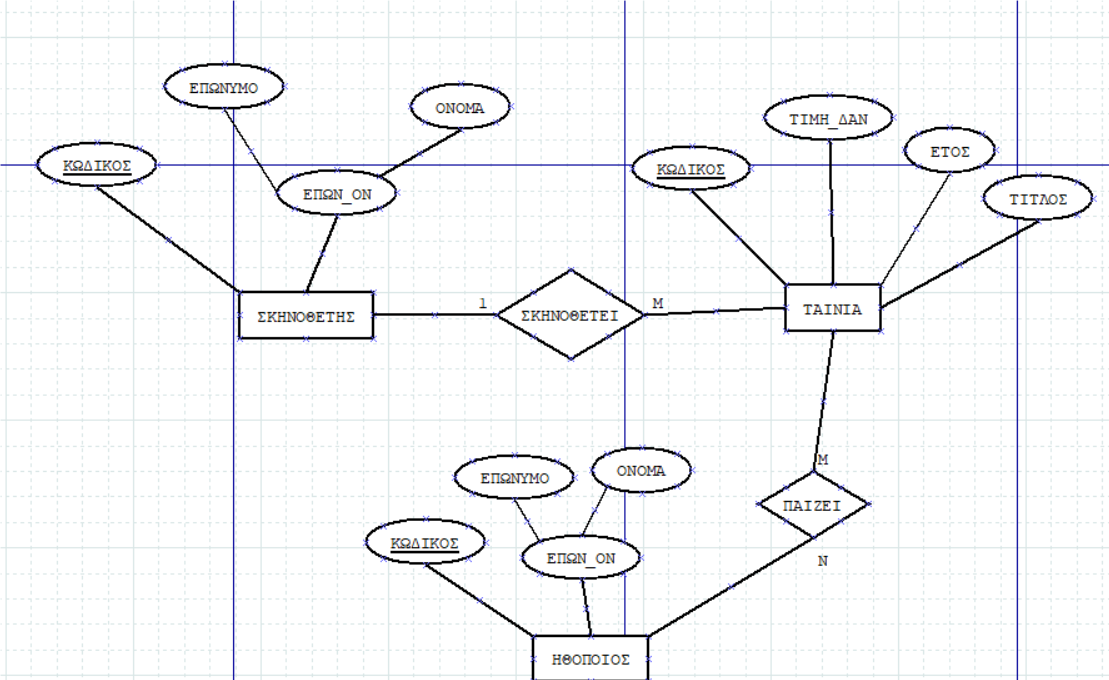 ΕΠΩΝΥΜΟ
ΟΝΟΜΑ
ΚΩΔΙΚΟΣ
ΕΠΩΝ_ΟΝ
ΤΙΜΗ_ΔΑΝ
ΕΤΟΣ
ΚΩΔΙΚΟΣ
ΤΙΤΛΟΣ
ΣΚΗΝΟΘΕΤΗΣ
1
ΣΚΗΝΟΘΕΤΕΙ
M
ΤΑΙΝΙΑ
M
ΠΑΙΖΕΙ
N
ΕΠΩΝΥΜΟ
ΟΝΟΜΑ
ΚΩΔΙΚΟΣ
ΕΠΩΝ_ΟΝ
ΗΘΟΠΟΙΟΣ